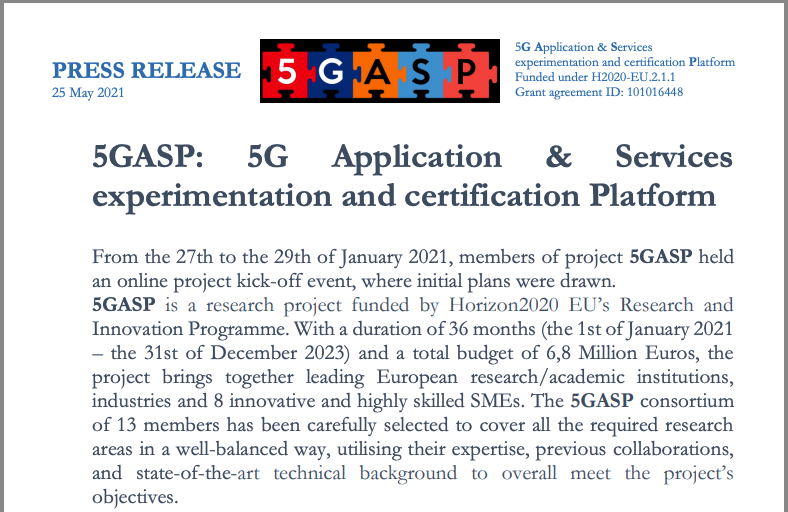 PRESS RELEASE
25 May 2021
5GASP
5G Application & Services
experimentation and certification Platform
Funded under H2020-EU.2.1.1
Grant agreement ID: 101016448
5GASP: 5G Application & Services
experimentation and certification Platform
From the 27th to the 29th of January 2021, members of project 5GASP held
an online project kick-off event, where initial plans were drawn.
5GASP is a research project funded by Horizon2020 EU’s Research and
Innovation Programme. With a duration of 36 months (the 1st of January 2021
– the 31st of December 2023) and a total budget of 6,8 Million Euros, the
project brings together leading European research/academic institutions,
industries and 8 innovative and highly skilled SMEs. The 5GASP consortium
of 13 members has been carefully selected to cover all the required research
areas in a well-balanced way, utilising their expertise, previous collaborations,
and state-of-the-art technical background to overall meet the project’s
objectives.